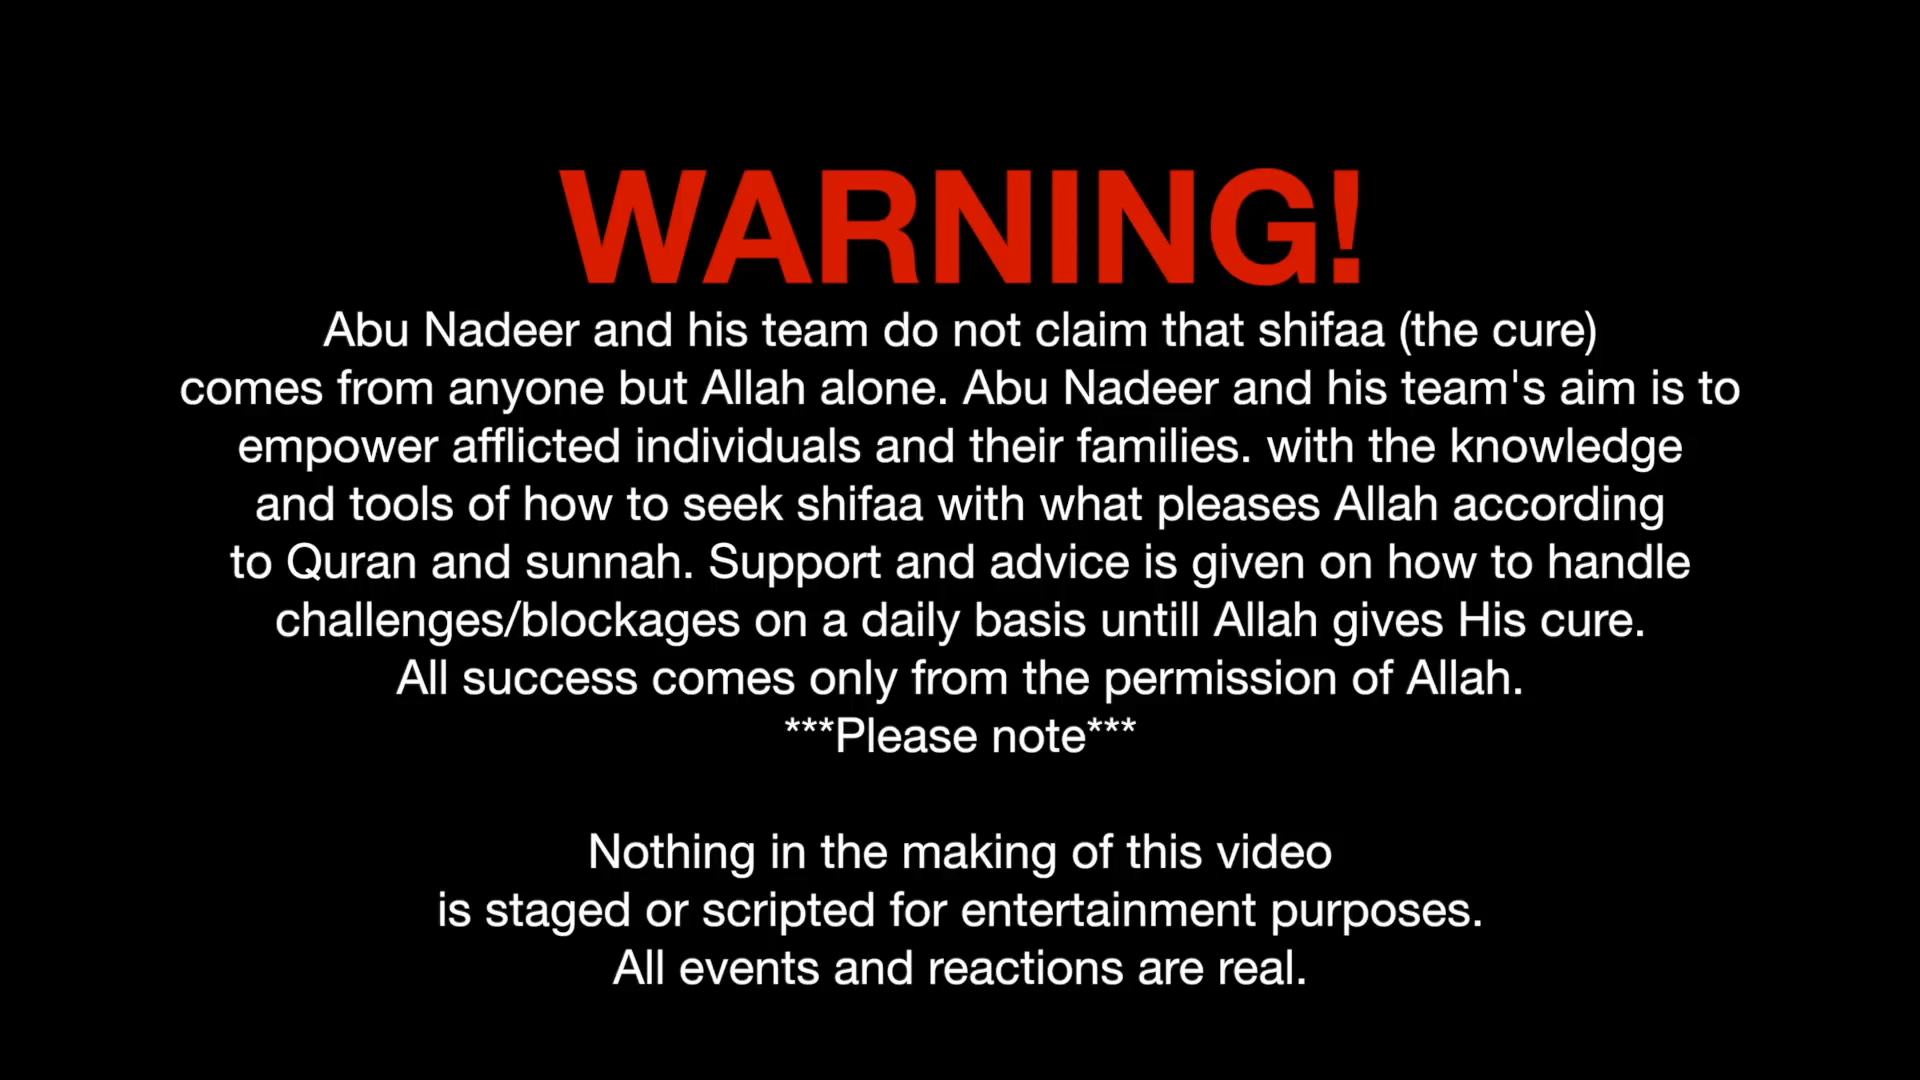 WARNING!
Abu Nadeer and his team do not claim that shifaa (the cure)
comes from anyone but Allah alone. Abu Nadeer and his team's aim is to
empower afflicted individuals and their families. with the knowledge
and tools of how to seek shifaa with what pleases Allah according
to Quran and sunnah. Support and advice is given on how to handle
challenges/blockages on a daily basis untill Allah gives His cure.
All success comes only from the permission of Allah.
***Please note***
Nothing in the making of this video
is staged or scripted for entertainment purposes.
All events and reactions are real.